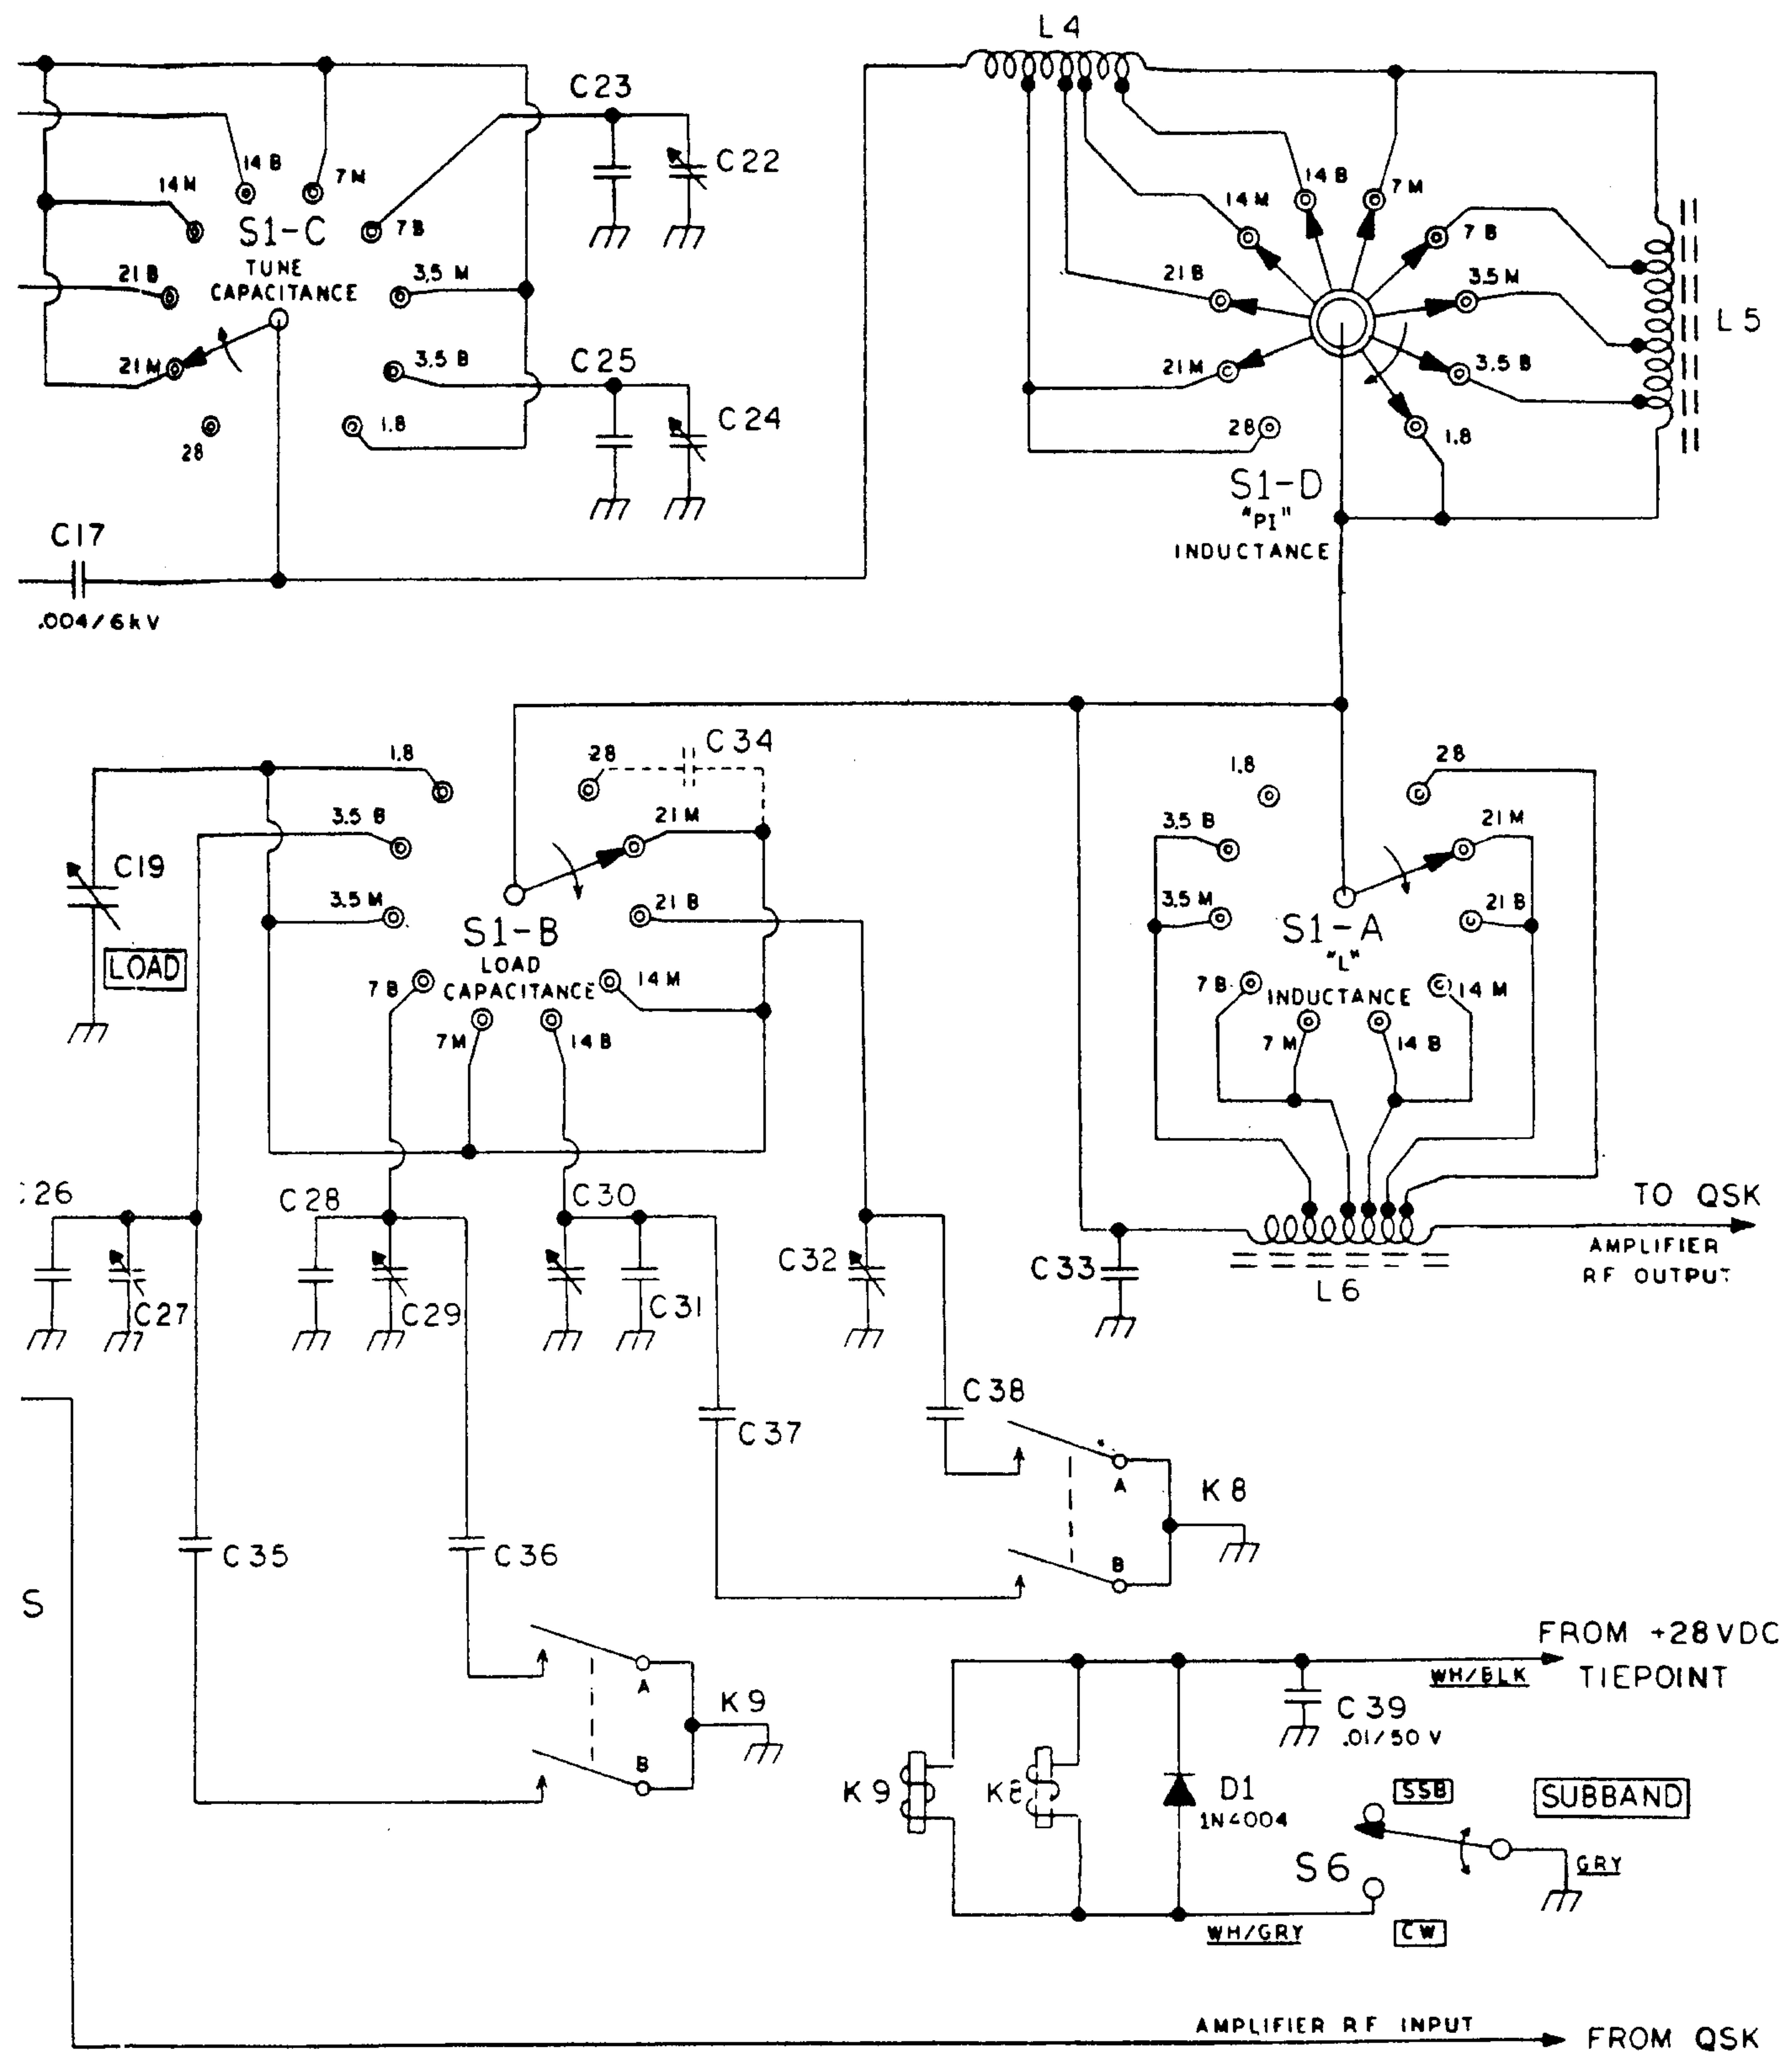 L4
C23
C22
14 B
7 M
14 M
S1-C
7 B
TUNE
CAPACITANCE
21 B
3.5 M
21 M
3.5 B
28
1.8
C25
C24
C17
.004/6kV
14 B
7 M
14 M
7 B
21 B
3.5 M
21 M
3.5 B
28
1.8
L5
S1-D
"PI"
INDUCTANCE
1.8
28
C34
3.5 B
21 M
C19
3.5 M
21 B
LOAD
S1-B
LOAD
CAPACITANCE
7 B
14 M
7 M
14 B
1.8
28
3.5 B
21 M
3.5 M
21 B
S1-A
"L"
INDUCTANCE
7 B
14 M
7 M
14 B
26
C27
C28
C29
C30
C31
C32
C33
L6
TO QSK
AMPLIFIER
RF OUTPUT
C38
C37
A
K8
B
C35
C36
S
A
K9
B
FROM +28VDC
TIEPOINT
WH/BLK
C39
.01/50 V
K9
K8
D1
1N4004
SSB
SUBBAND
S6
GRY
WH/GRY
CW
AMPLIFIER RF INPUT
FROM QSK